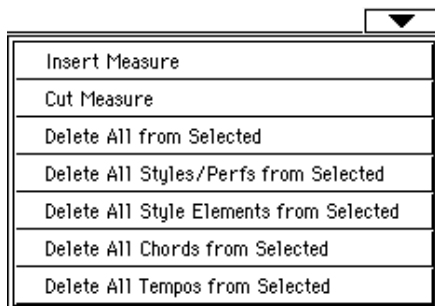 Insert Measure
Cut Measure
Delete All from Selected
Delete All Styles/Perfs from Selected
Delete All Style Elements from Selected
Delete All Chords from Selected
Delete All Tempos from Selected